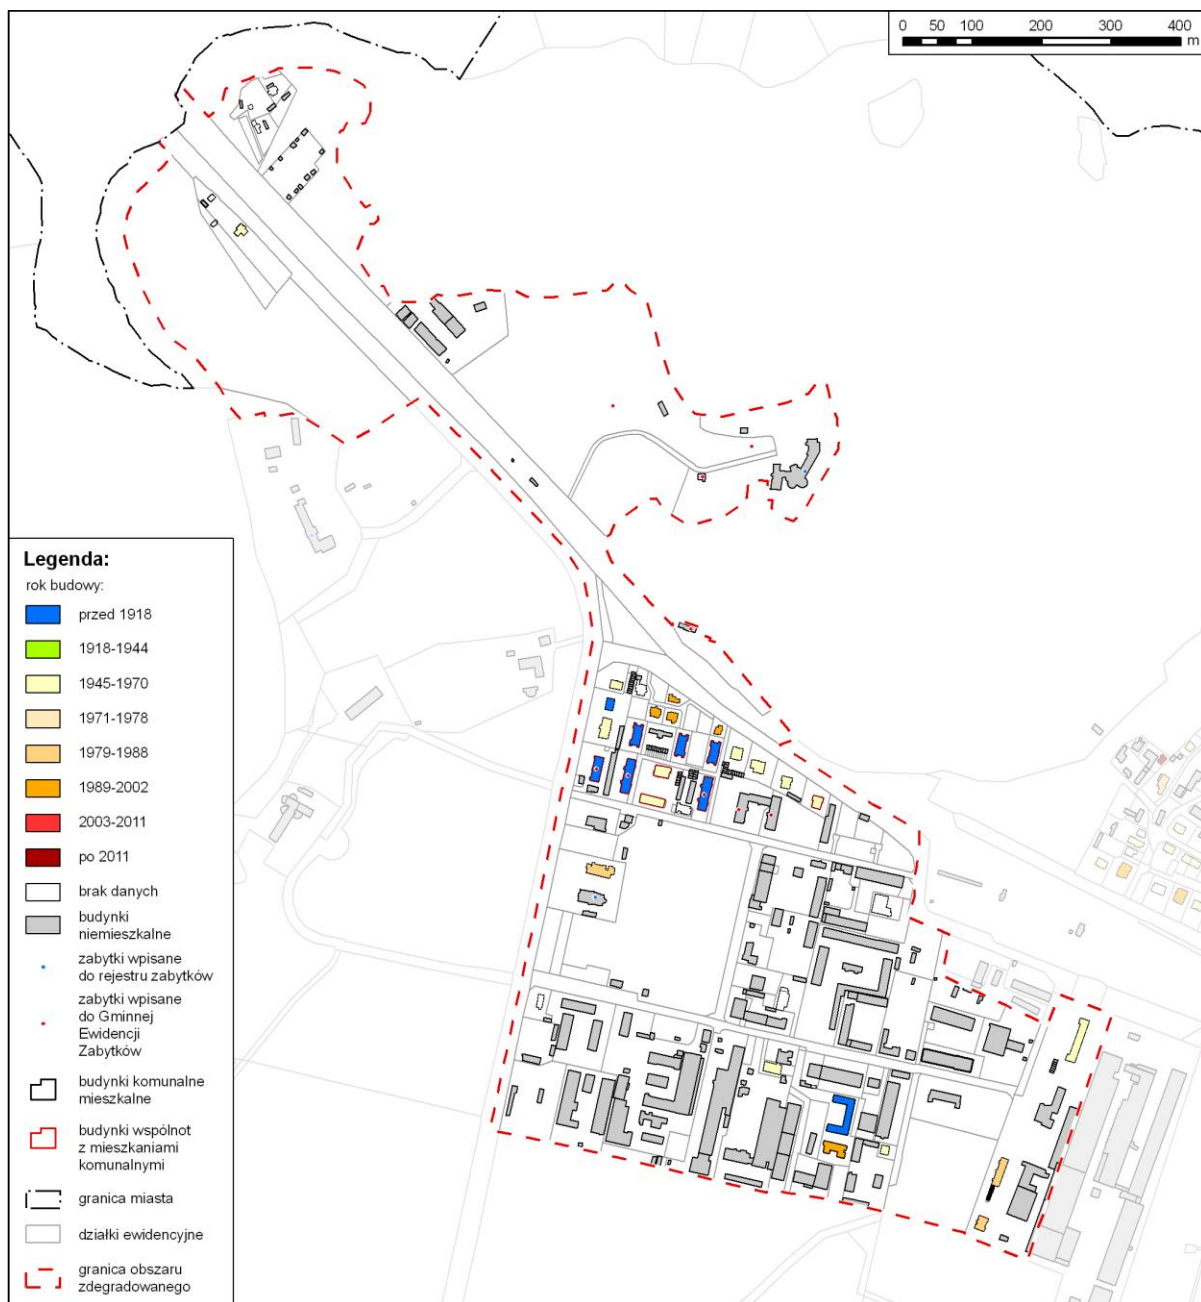 0 50 100 200 300 400
m
Legenda:
rok budowy:
przed 1918
1918-1944
1945-1970
1971-1978
1979-1988
1989-2002
2003-2011
po 2011
brak danych
budynki
niemieszkalne
zabytki wpisane
do rejestru zabytków
zabytki wpisane
do Gminnej
Ewidencji
Zabytków
budynki komunalne
mieszkalne
budynki wspólnot
z mieszkaniami
komunalnymi
granica miasta
działki ewidencyjne
granica obszaru
zdegradowanego